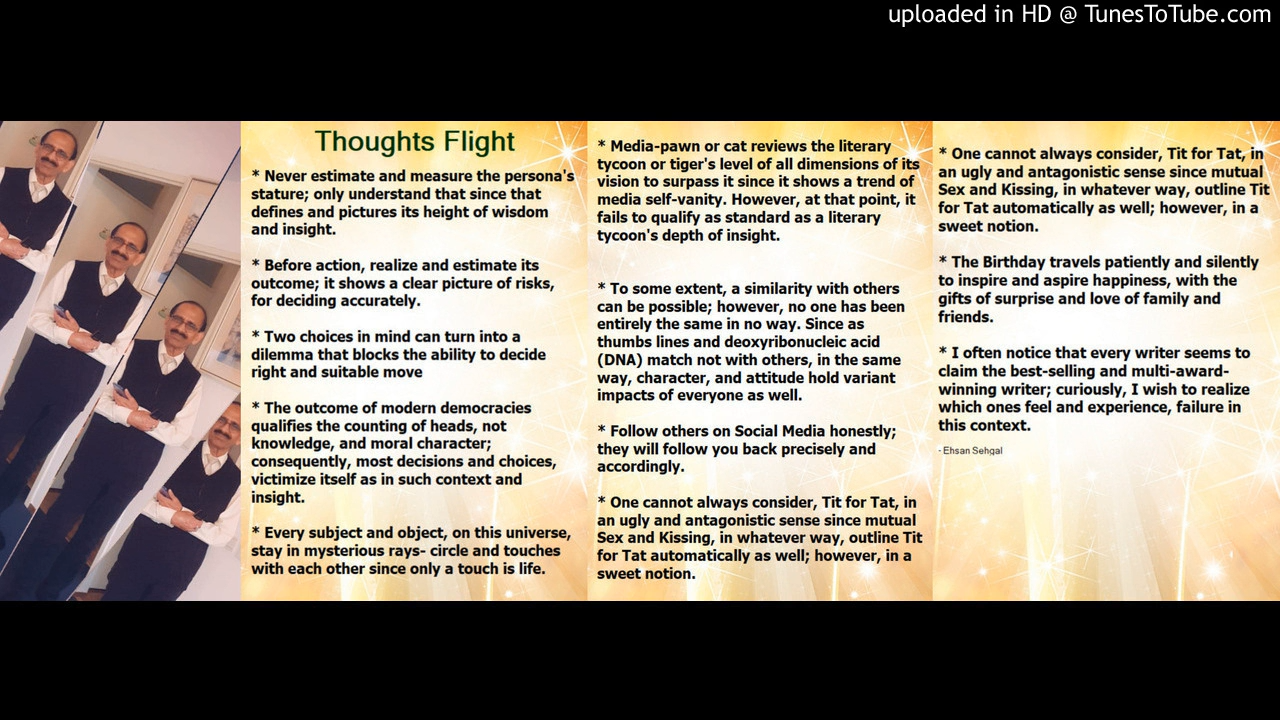 uploaded in HD @ TunesToTube.com
Thoughts Flight
* Never estimate and measure the persona's
stature; only understand that since that
defines and pictures its height of wisdom
and insight.
* Before action, realize and estimate its
outcome; it shows a clear picture of risks,
for deciding accurately.
* Two choices in mind can turn into a
dilemma that blocks the ability to decide
right and suitable move
* The outcome of modern democracies
qualifies the counting of heads, not
knowledge, and moral character;
consequently, most decisions and choices,
victimize itself as in such context and
insight.
* Every subject and object, on this universe,
stay in mysterious rays- circle and touches
with each other since only a touch is life.
* Media-pawn or cat reviews the literary
tycoon or tiger's level of all dimensions of its
vision to surpass it since it shows a trend of
media self-vanity. However, at that point, it
fails to qualify as standard as a literary
tycoon's depth of insight.
* To some extent, a similarity with others
can be possible; however, no one has been
entirely the same in no way. Since as
thumbs lines and deoxyribonucleic acid
(DNA) match not with others, in the same
way, character, and attitude hold variant
impacts of everyone as well.
* Follow others on Social Media honestly;
they will follow you back precisely and
accordingly.
* One cannot always consider, Tit for Tat, in
an ugly and antagonistic sense since mutual
Sex and Kissing, in whatever way, outline Tit
for Tat automatically as well; however, in a
sweet notion.
* One cannot always consider, Tit for Tat, in
an ugly and antagonistic sense since mutual
Sex and Kissing, in whatever way, outline Tit
for Tat automatically as well; however, in a
sweet notion.
* The Birthday travels patiently and silently
to inspire and aspire happiness, with the
gifts of surprise and love of family and
friends.
* I often notice that every writer seems to
claim the best-selling and multi-award-
winning writer; curiously, I wish to realize
which ones feel and experience, failure in
this context.
- Ehsan Sehgal